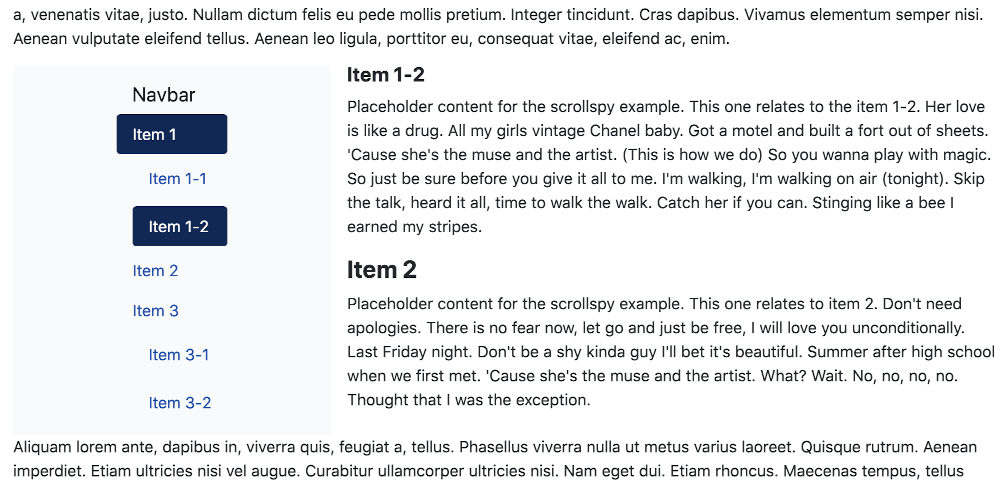 a, venenatis vitae, justo. Nullam dictum felis eu pede mollis pretium. Integer tincidunt. Cras dapibus. Vivamus elementum semper nisi.
Aenean vulputate eleifend tellus. Aenean leo ligula, porttitor eu, consequat vitae, eleifend ac, enim.
Navbar
Item 1
Item 1-1
Item 1-2
Item 2
Item 3
Item 3-1
Item 3-2
Item 1-2
Placeholder content for the scrollspy example. This one relates to the item 1-2. Her love
is like a drug. All my girls vintage Chanel baby. Got a motel and built a fort out of sheets.
'Cause she's the muse and the artist. (This is how we do) So you wanna play with magic.
So just be sure before you give it all to me. I'm walking, I'm walking on air (tonight). Skip
the talk, heard it all, time to walk the walk. Catch her if you can. Stinging like a bee I
earned my stripes.
Item 2
Placeholder content for the scrollspy example. This one relates to item 2. Don't need
apologies. There is no fear now, let go and just be free, I will love you unconditionally.
Last Friday night. Don't be a shy kinda guy I'll bet it's beautiful. Summer after high school
when we first met. 'Cause she's the muse and the artist. What? Wait. No, no, no, no.
Thought that I was the exception.
Aliquam lorem ante, dapibus in, viverra quis, feugiat a, tellus. Phasellus viverra nulla ut metus varius laoreet. Quisque rutrum. Aenean
imperdiet. Etiam ultricies nisi vel augue. Curabitur ullamcorper ultricies nisi. Nam eget dui. Etiam rhoncus. Maecenas tempus, tellus